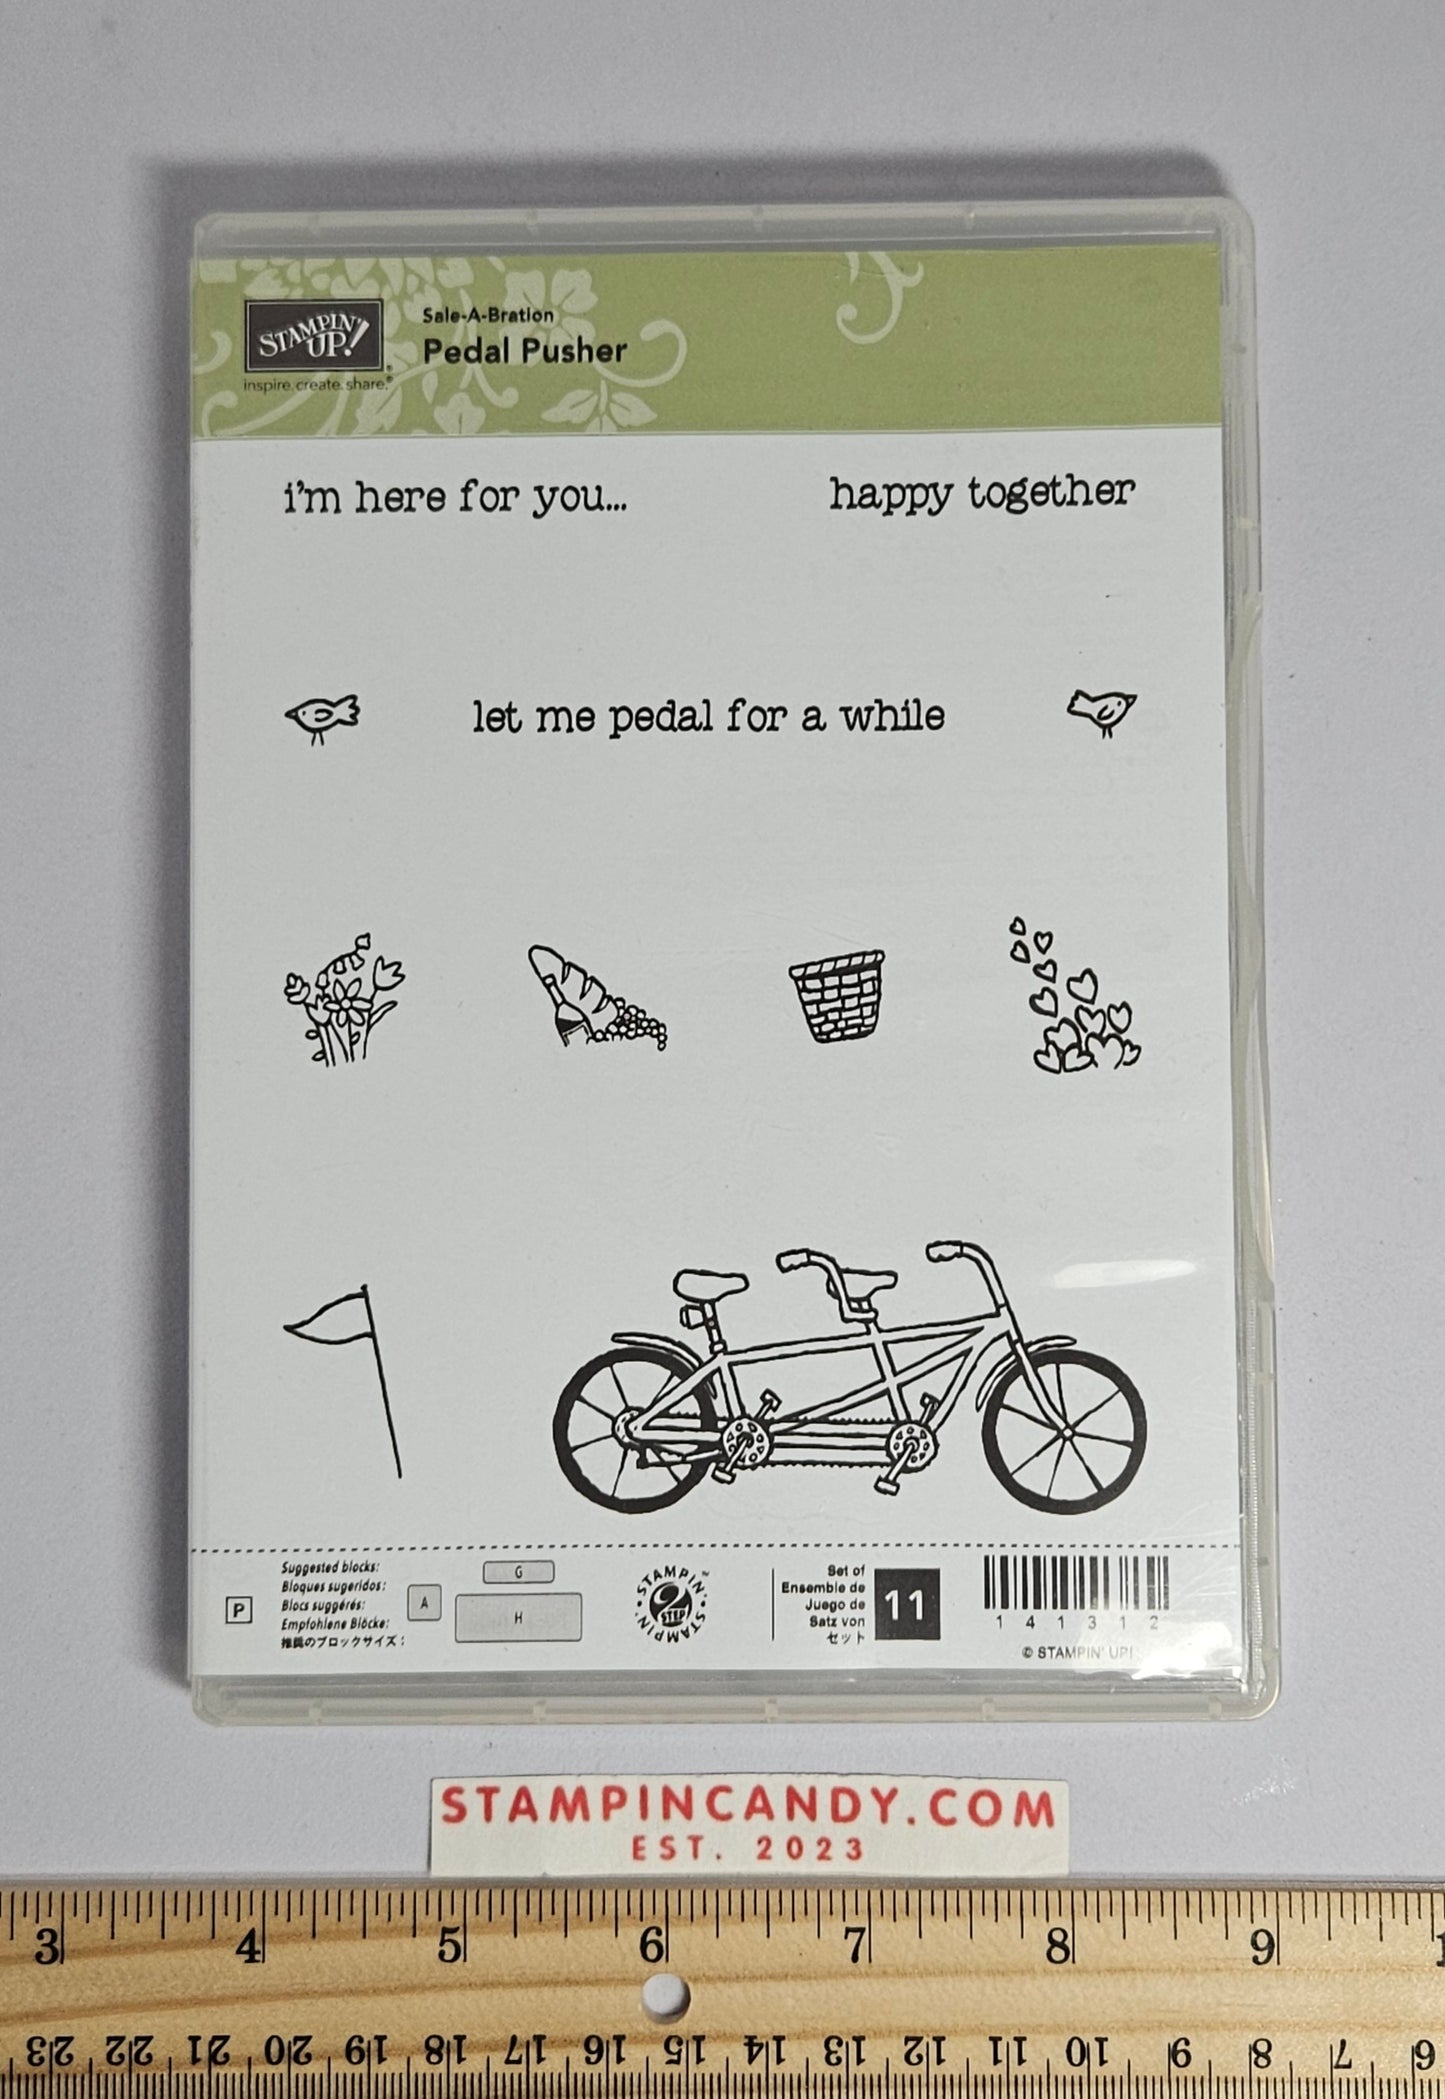 STAMPIN' UP!®
inspire. create. share.®
Sale-A-Bration
Pedal Pusher
i'm here for you...
happy together
let me pedal for a while
P
Suggested blocks:
Bloques sugeridos:
Blocs suggérés:
Empfohlene Blöcke:
推奨のブロックサイズ：
A
G
H
STAMPIN'
2
STEP
STAMPIN'
™
Set of
Ensemble de
Juego de
Satz von
セット
11
1 4 1 3 1 2
© STAMPIN' UP!
STAMPINCANDY.COM
EST. 2023
3 4 5 6 7 8 9 1
23 22 21 20 19 18 17 16 15 14 13 12 11 10 9 8 7 6